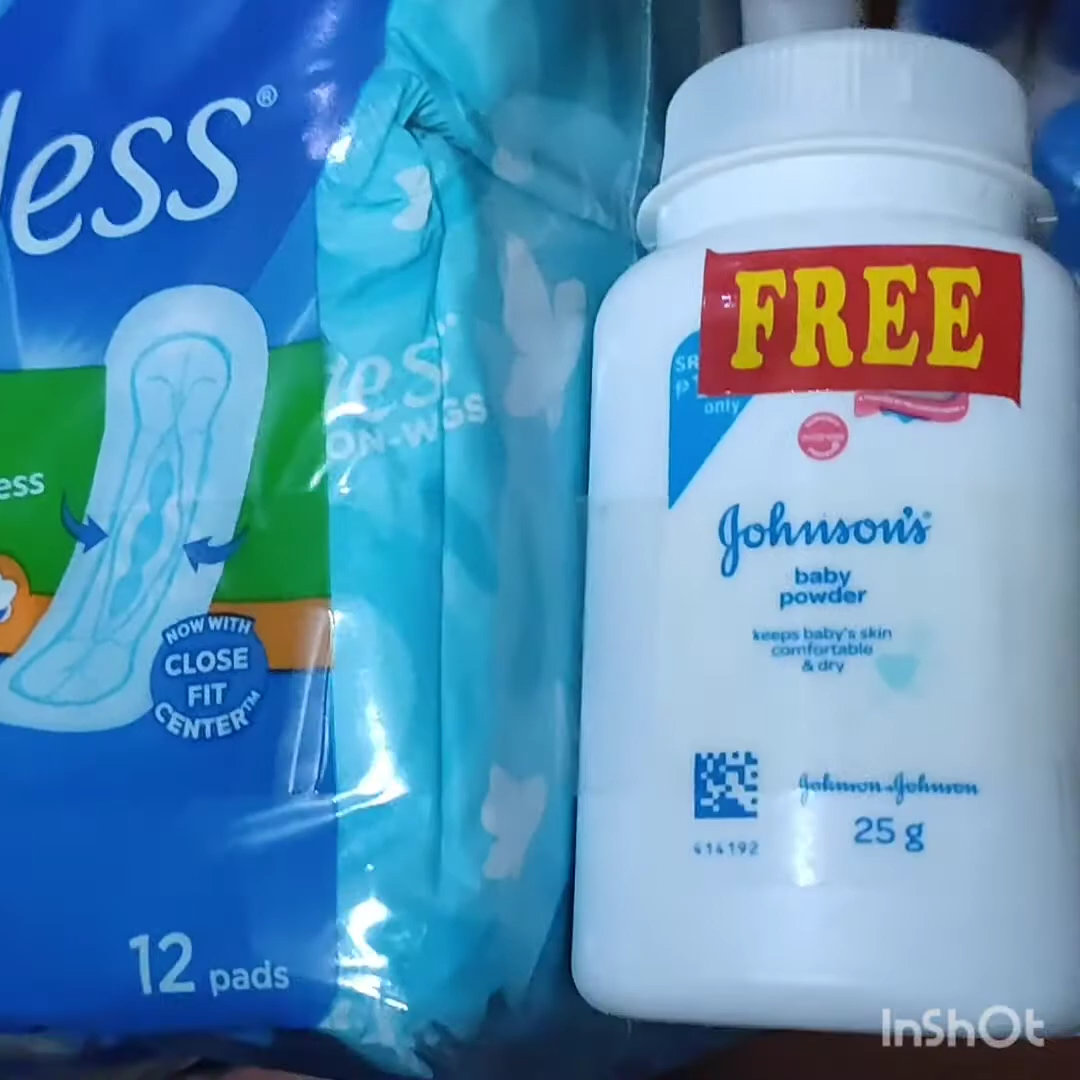 less®
ess
NOW WITH
CLOSE
FIT
CENTER™
12 pads
ON-WGS
FREE
SR
only
Johnson's®
baby
powder
keeps baby's skin
comfortable
& dry
Johnson & Johnson
414192
25 g
InShOt